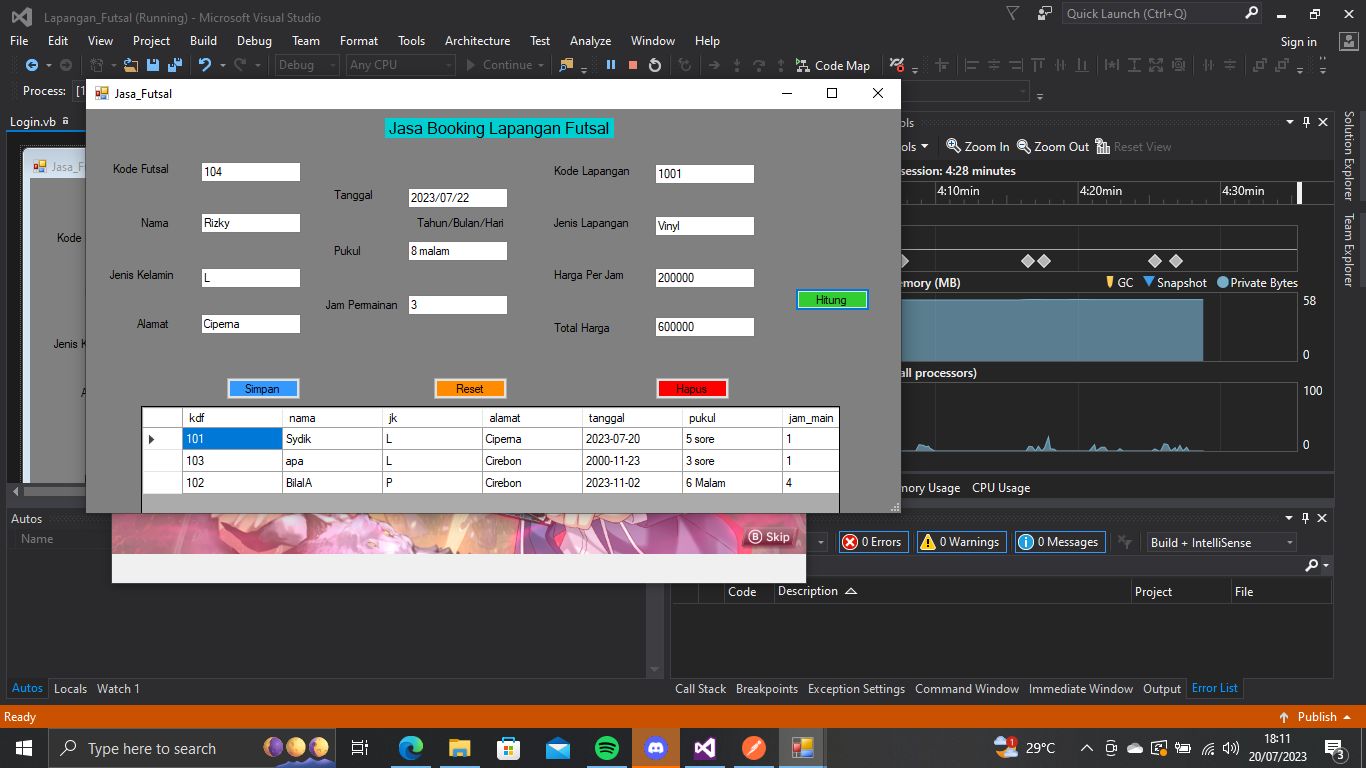 Lapangan_Futsal (Running) - Microsoft Visual Studio
Quick Launch (Ctrl+Q)
File Edit View Project Build Debug Team Format Tools Architecture Test Analyze Window Help
Sign in
Debug Any CPU Continue Code Map
Process: [1
Jasa_Futsal
Login.vb
Jasa Booking Lapangan Futsal
Kode Futsal 104
Kode Lapangan 1001
Tanggal 2023/07/22
Nama Rizky
Tahun/Bulan/Hari
Jenis Lapangan Vinyl
Pukul 8 malam
Jenis Kelamin L
Harga Per Jam 200000
Hitung
Jam Permainan 3
Alamat Ciperna
Total Harga 600000
Simpan Reset Hapus
kdf nama jk alamat tanggal pukul jam_main
101 Sydik L Ciperna 2023-07-20 5 sore 1
103 apa L Cirebon 2000-11-23 3 sore 1
102 BilalA P Cirebon 2023-11-02 6 Malam 4
Jasa_F
Kode
Jenis K
A
ols
ols Zoom In Zoom Out Reset View
session: 4:28 minutes
4:10min 4:20min 4:30min
emory (MB) GC Snapshot Private Bytes
58
0
all processors)
100
0
mory Usage CPU Usage
Solution Explorer
Team Explorer
Autos
Name
B Skip
0 Errors 0 Warnings 0 Messages Build + IntelliSense
Code Description Project File
Autos Locals Watch 1
Call Stack Breakpoints Exception Settings Command Window Immediate Window Output Error List
Ready
Publish
Type here to search
1
29°C
18:11
20/07/2023
3